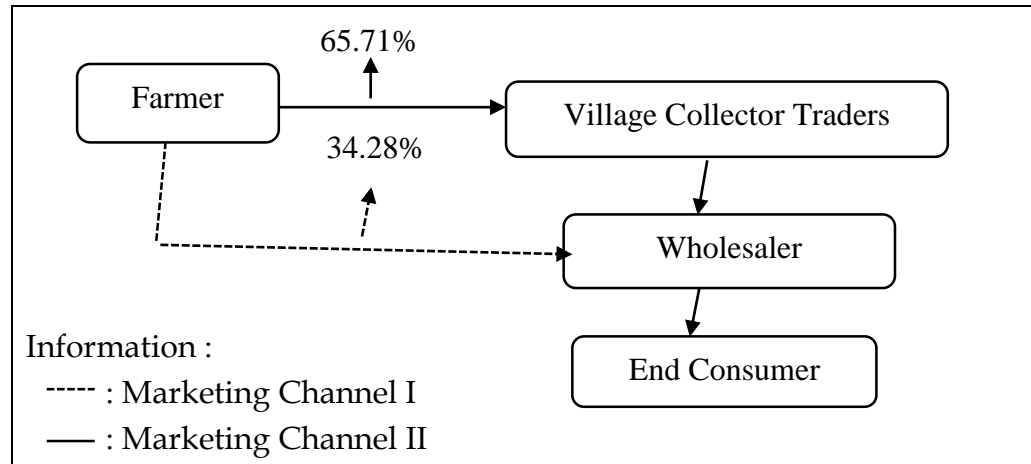 65.71%
Farmer
Village Collector Traders
34.28%
Wholesaler
End Consumer
Information :
: Marketing Channel I
: Marketing Channel II